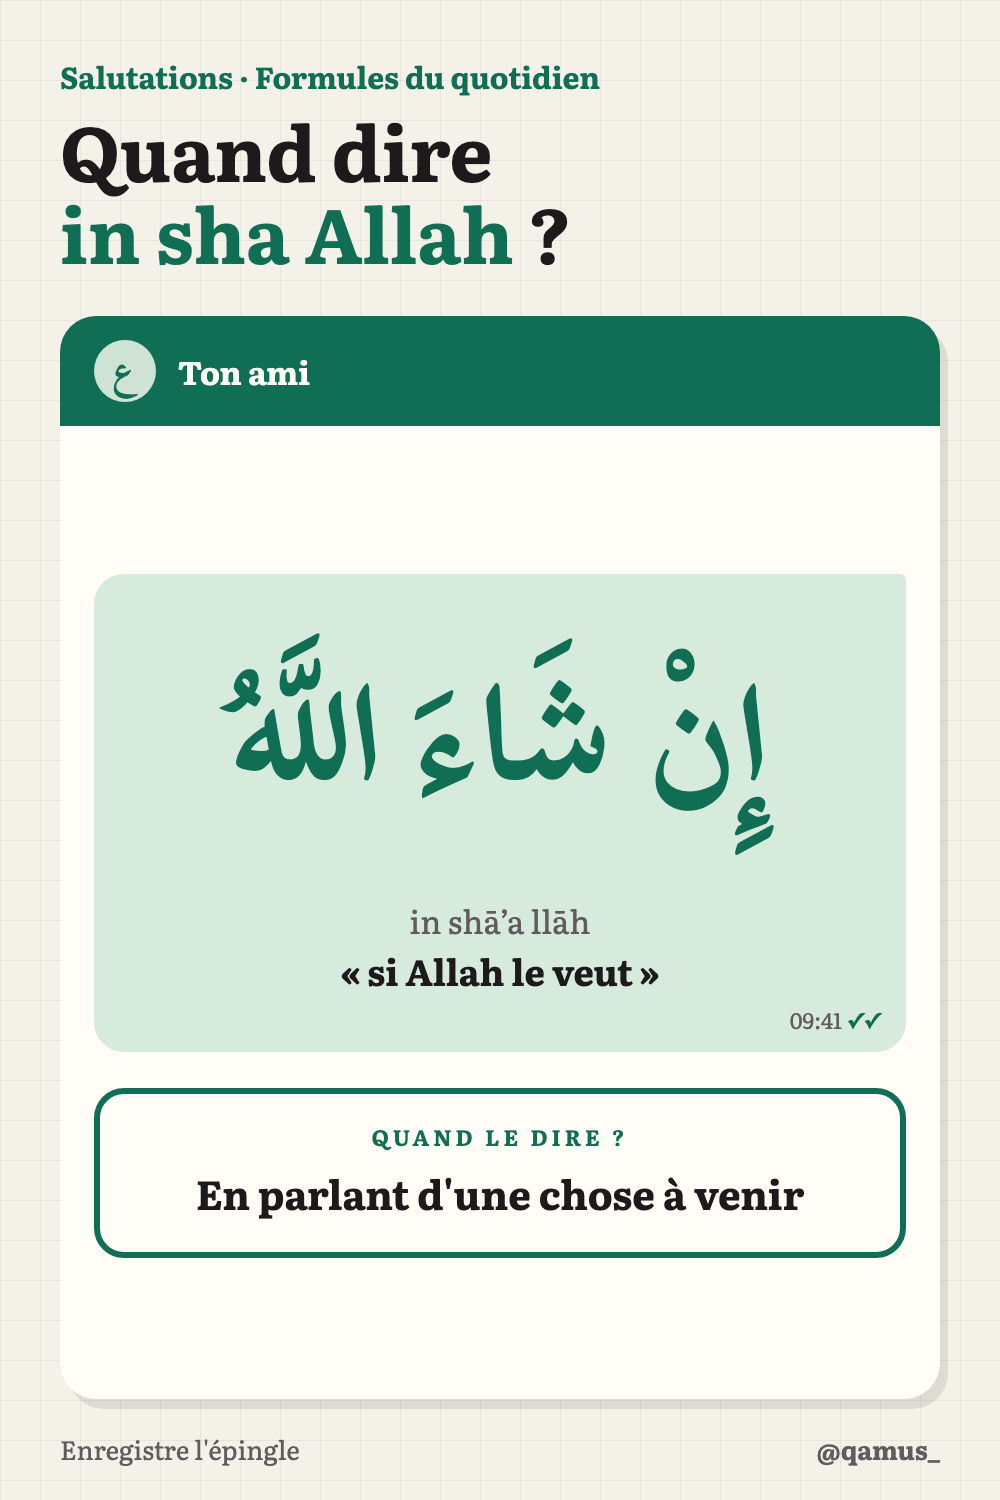 Salutations · Formules du quotidien
Quand dire
in sha Allah ?
ع
Ton ami
إِنْ شَاءَ اللَّهُ
in shā’a llāh
« si Allah le veut »
09:41 ✓✓
QUAND LE DIRE ?
En parlant d'une chose à venir
Enregistre l'épingle
@qamus_